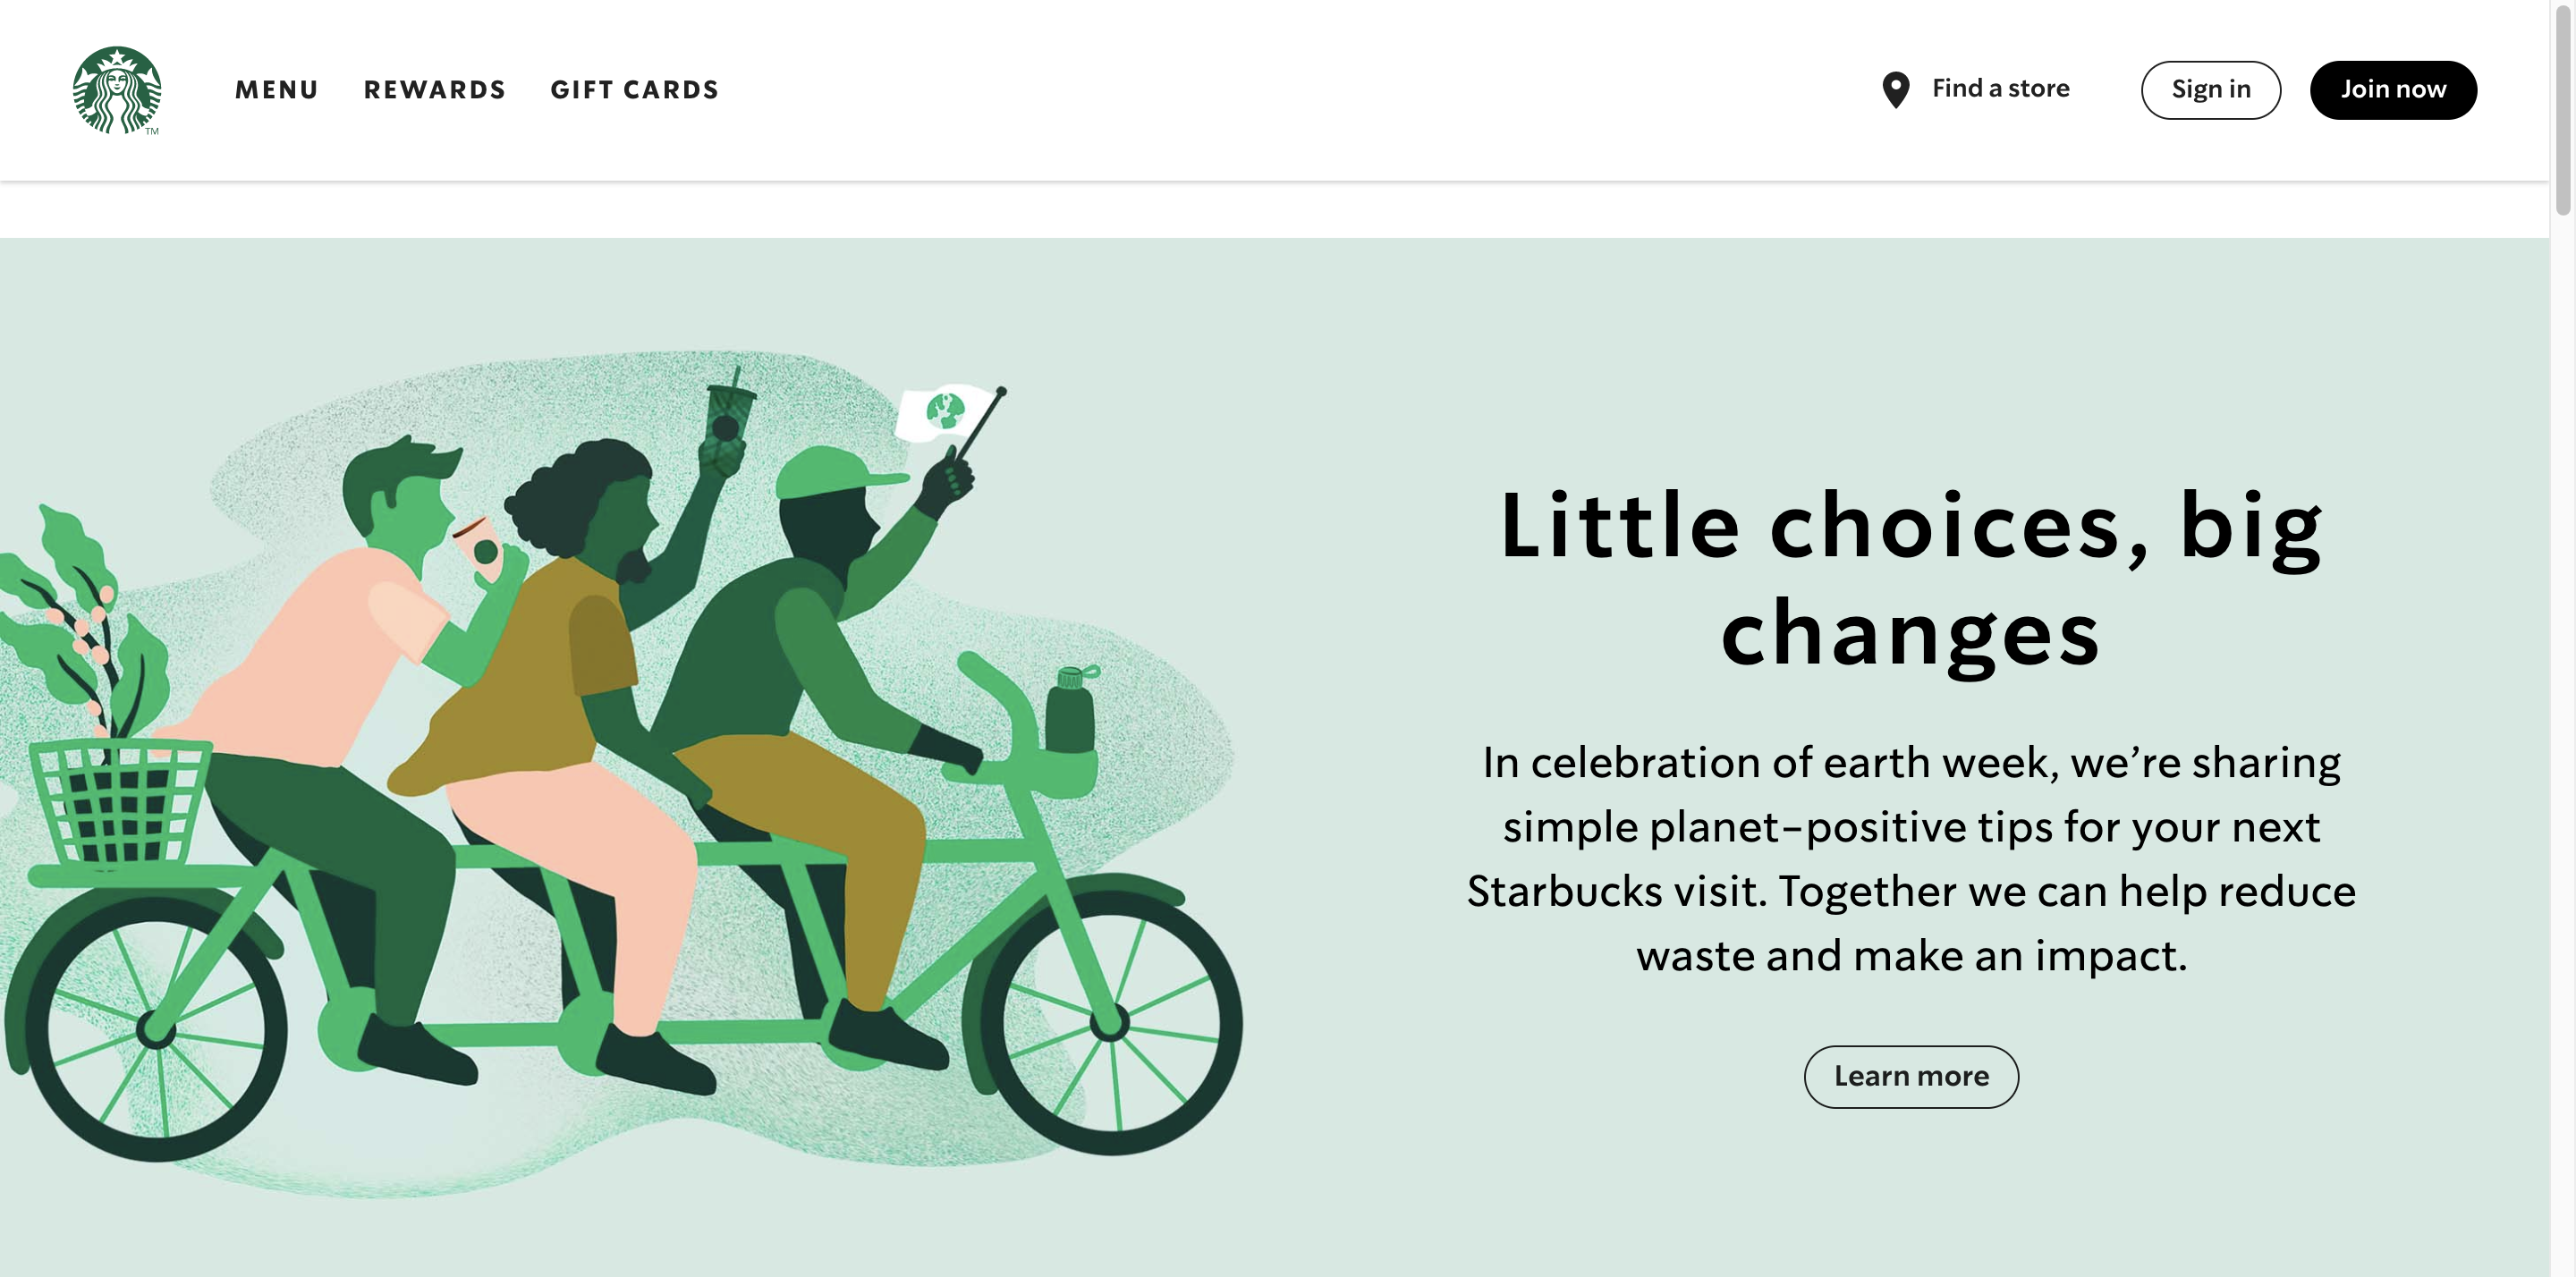 TM
MENU REWARDS GIFT CARDS Find a store Sign in Join now
Little choices, big
changes
In celebration of earth week, we’re sharing
simple planet-positive tips for your next
Starbucks visit. Together we can help reduce
waste and make an impact.
Learn more